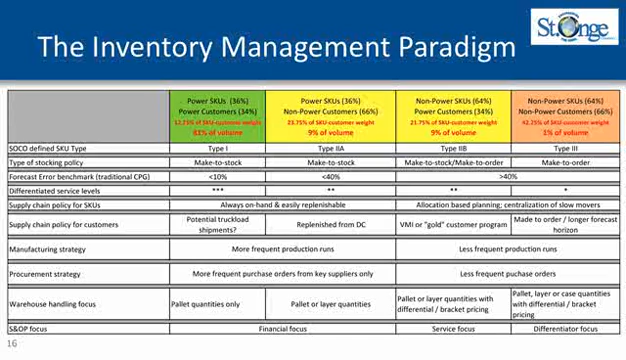 The Inventory Management Paradigm
St.Onge
Power SKUs (36%)
Power Customers (34%)
12.25% of SKU-customer weight
81% of volume
Power SKUs (36%)
Non-Power Customers (66%)
23.75% of SKU-customer weight
9% of volume
Non-Power SKUs (64%)
Power Customers (34%)
21.75% of SKU-customer weight
9% of volume
Non-Power SKUs (64%)
Non-Power Customers (66%)
42.25% of SKU-customer weight
1% of volume
SOCO defined SKU Type
Type I
Type IIA
Type IIB
Type III
Type of stocking policy
Make-to-stock
Make-to-stock
Make-to-stock/Make-to-order
Make-to-order
Forecast Error benchmark (traditional CPG)
<10%
<40%
>40%
Differentiated service levels
***
**
**
*
Supply chain policy for SKUs
Always on-hand & easily replenishable
Allocation based planning; centralization of slow movers
Supply chain policy for customers
Potential truckload
shipments?
Replenished from DC
VMI or "gold" customer program
Made to order / longer forecast
horizon
Manufacturing strategy
More frequent production runs
Less frequent production runs
Procurement strategy
More frequent purchase orders from key suppliers only
Less frequent puchase orders
Warehouse handling focus
Pallet quantities only
Pallet or layer quantities
Pallet or layer quantities with
differential / bracket pricing
Pallet, layer or case quantities
with differential / bracket
pricing
S&OP focus
Financial focus
Service focus
Differentiator focus
16